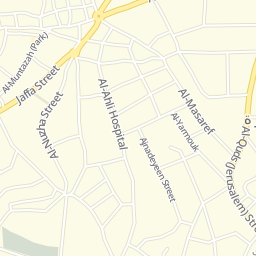 Al-Muntazah (Park)
Jaffa Street
Al-Nuzha Street
Al-Ahli Hospital
Al-Masaref
Al-Yarmouk
Ajnadeyeen Street
Al-Quds (Jerusalem) Street